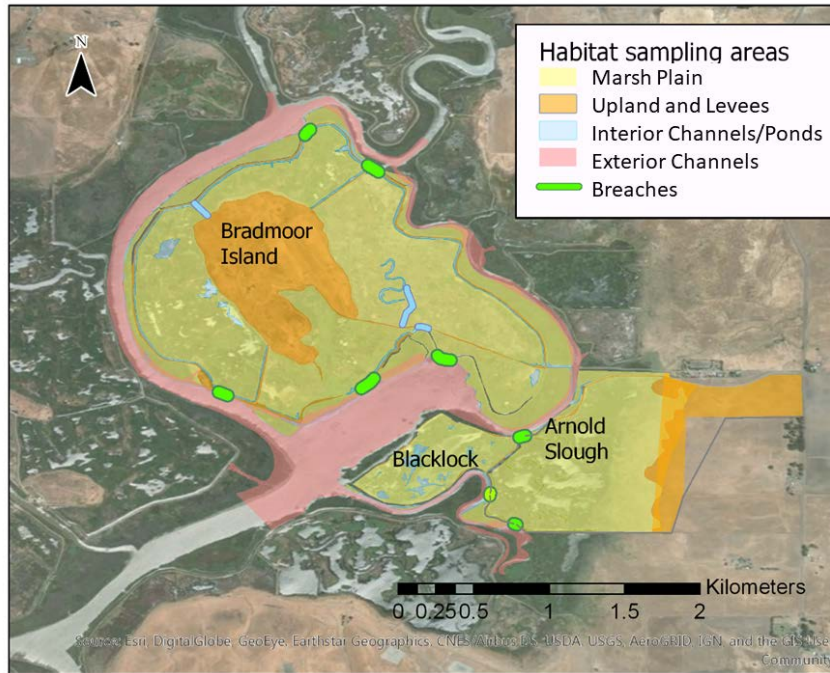 N
Habitat sampling areas
Marsh Plain
Upland and Levees
Interior Channels/Ponds
Exterior Channels
Breaches
Bradmoor
Island
Arnold
Slough
Blacklock
Kilometers
0 0.25 0.5 1 1.5 2
Source: Esri, DigitalGlobe, GeoEye, Earthstar Geographics, CNES/Airbus DS, USDA, USGS, AeroGRID, IGN, and the GIS User
Community